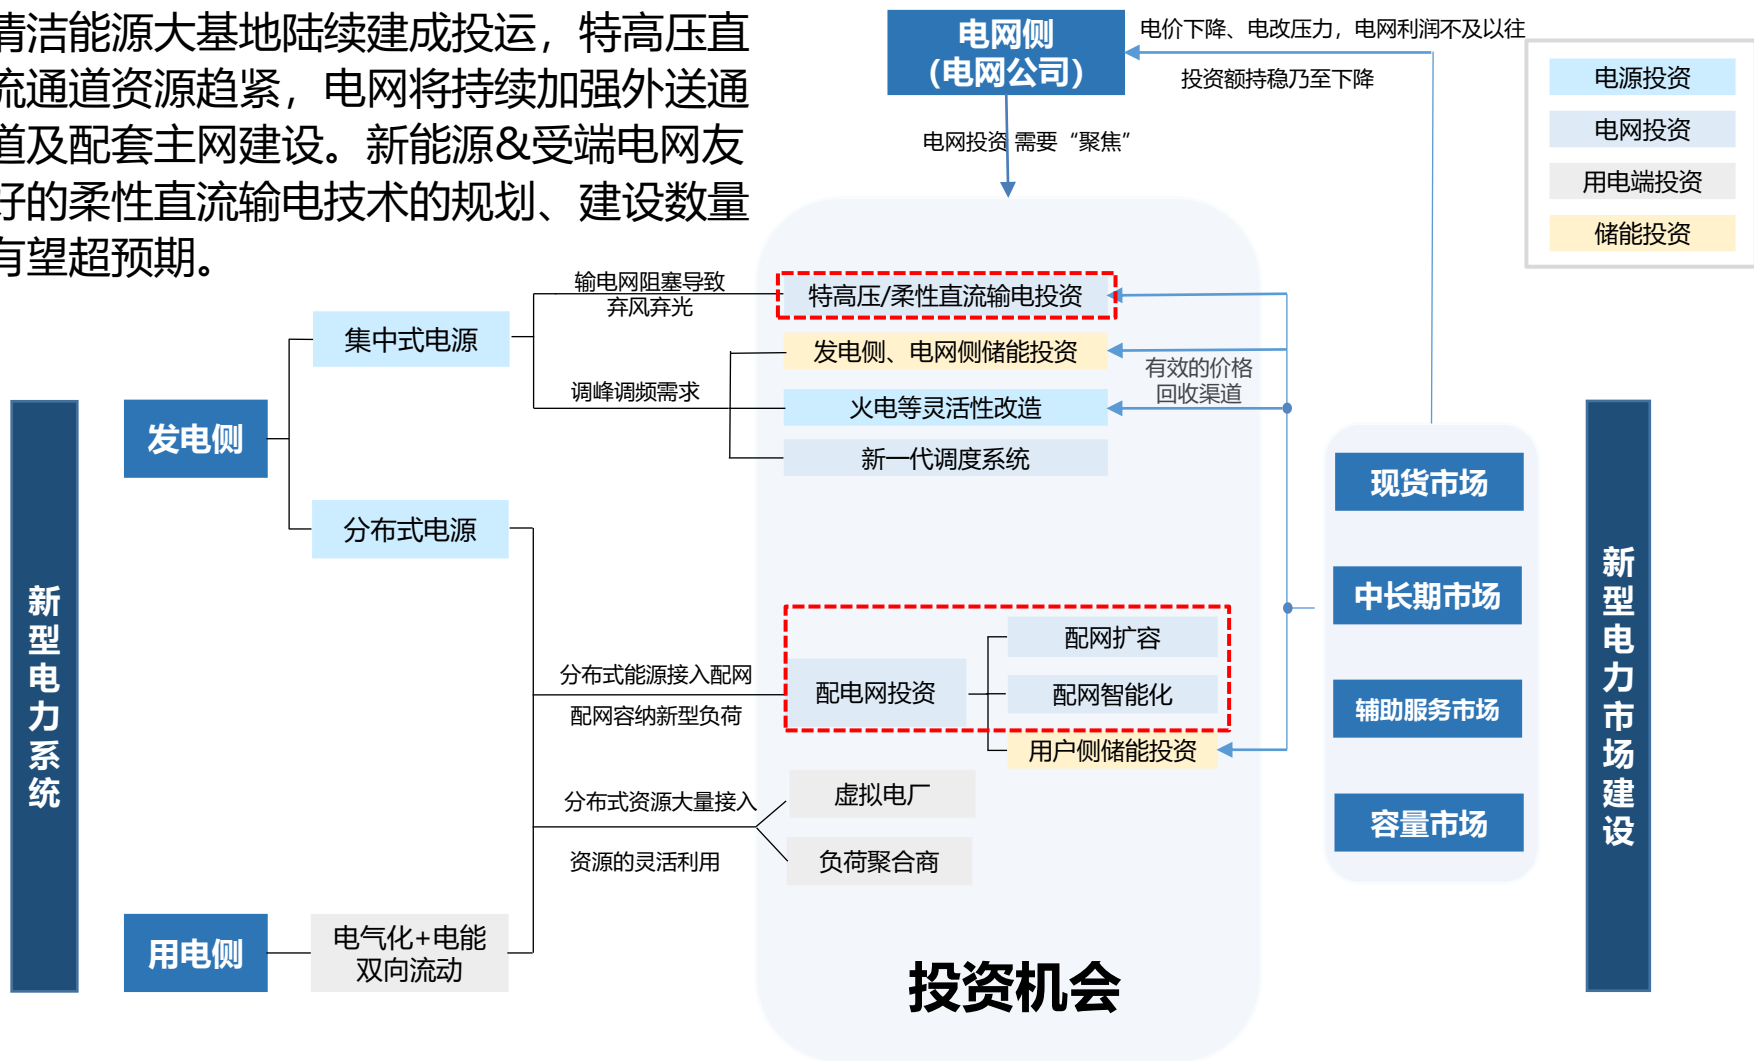 清洁能源大基地陆续建成投运，特高压直
流通道资源趋紧，电网将持续加强外送通
道及配套主网建设。新能源&受端电网友
好的柔性直流输电技术的规划、建设数量
有望超预期。
电网侧
(电网公司)
电价下降、电改压力，电网利润不及以往
投资额持稳乃至下降
电网投资 需要“聚焦”
电源投资
电网投资
用电端投资
储能投资
新型电力系统
发电侧
集中式电源
分布式电源
用电侧
电气化+电能
双向流动
输电网阻塞导致
弃风弃光
调峰调频需求
分布式能源接入配网
配网容纳新型负荷
分布式资源大量接入
资源的灵活利用
特高压/柔性直流输电投资
发电侧、电网侧储能投资
火电等灵活性改造
新一代调度系统
配电网投资
配网扩容
配网智能化
用户侧储能投资
虚拟电厂
负荷聚合商
投资机会
有效的价格
回收渠道
现货市场
中长期市场
辅助服务市场
容量市场
新型电力市场建设